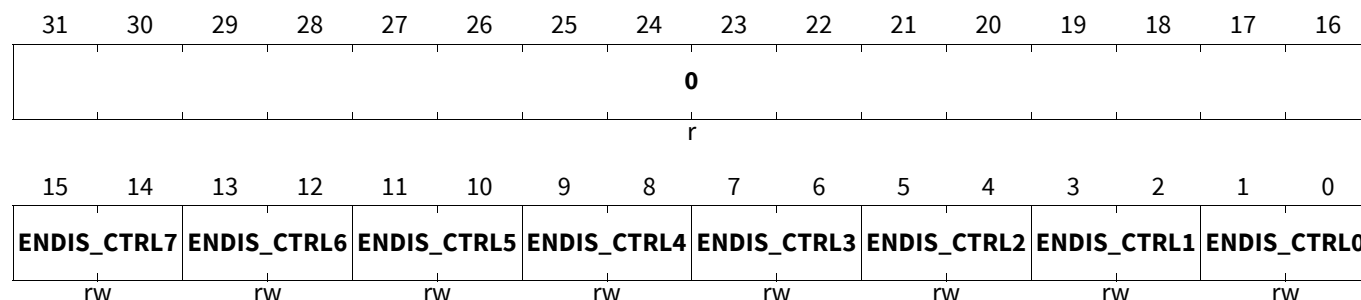 31 30 29 28 27 26 25 24 23 22 21 20 19 18 17 16
0
r
15 14 13 12 11 10 9 8 7 6 5 4 3 2 1 0
ENDIS_CTRL7 ENDIS_CTRL6 ENDIS_CTRL5 ENDIS_CTRL4 ENDIS_CTRL3 ENDIS_CTRL2 ENDIS_CTRL1 ENDIS_CTRL0
rw rw rw rw rw rw rw rw